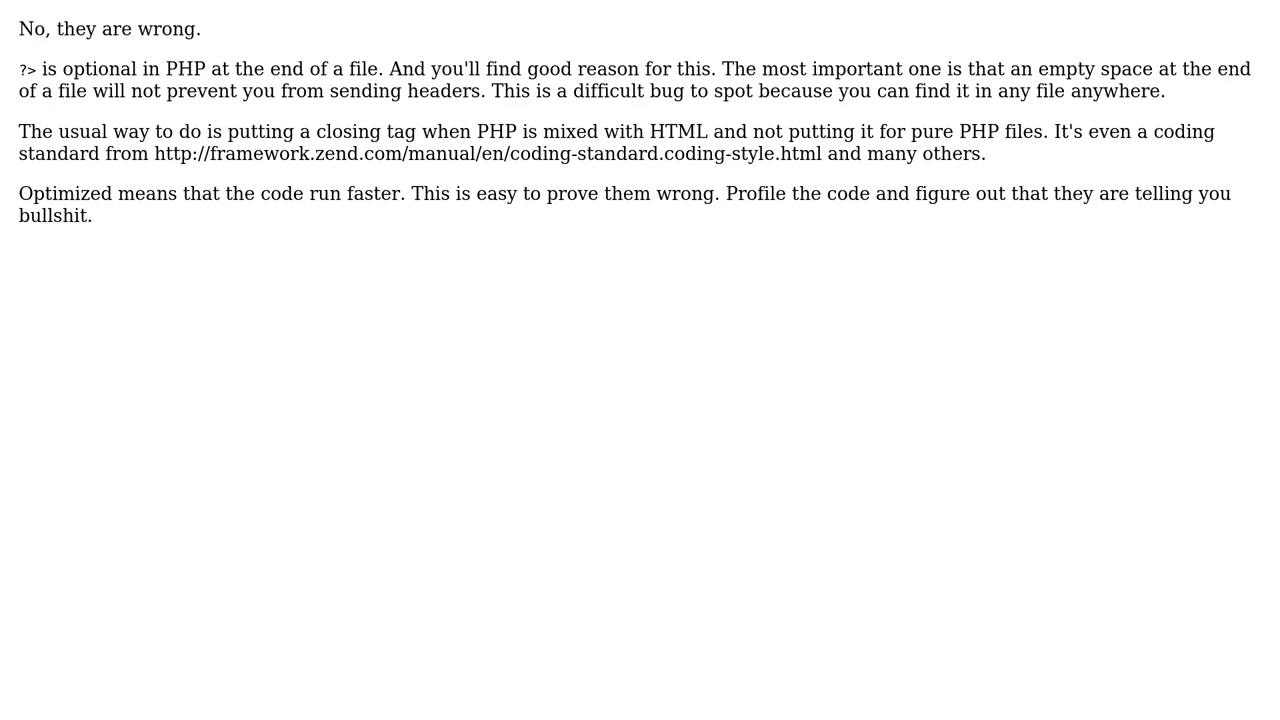 No, they are wrong.
?> is optional in PHP at the end of a file. And you'll find good reason for this. The most important one is that an empty space at the end
of a file will not prevent you from sending headers. This is a difficult bug to spot because you can find it in any file anywhere.
The usual way to do is putting a closing tag when PHP is mixed with HTML and not putting it for pure PHP files. It's even a coding
standard from http://framework.zend.com/manual/en/coding-standard.coding-style.html and many others.
Optimized means that the code run faster. This is easy to prove them wrong. Profile the code and figure out that they are telling you
bullshit.